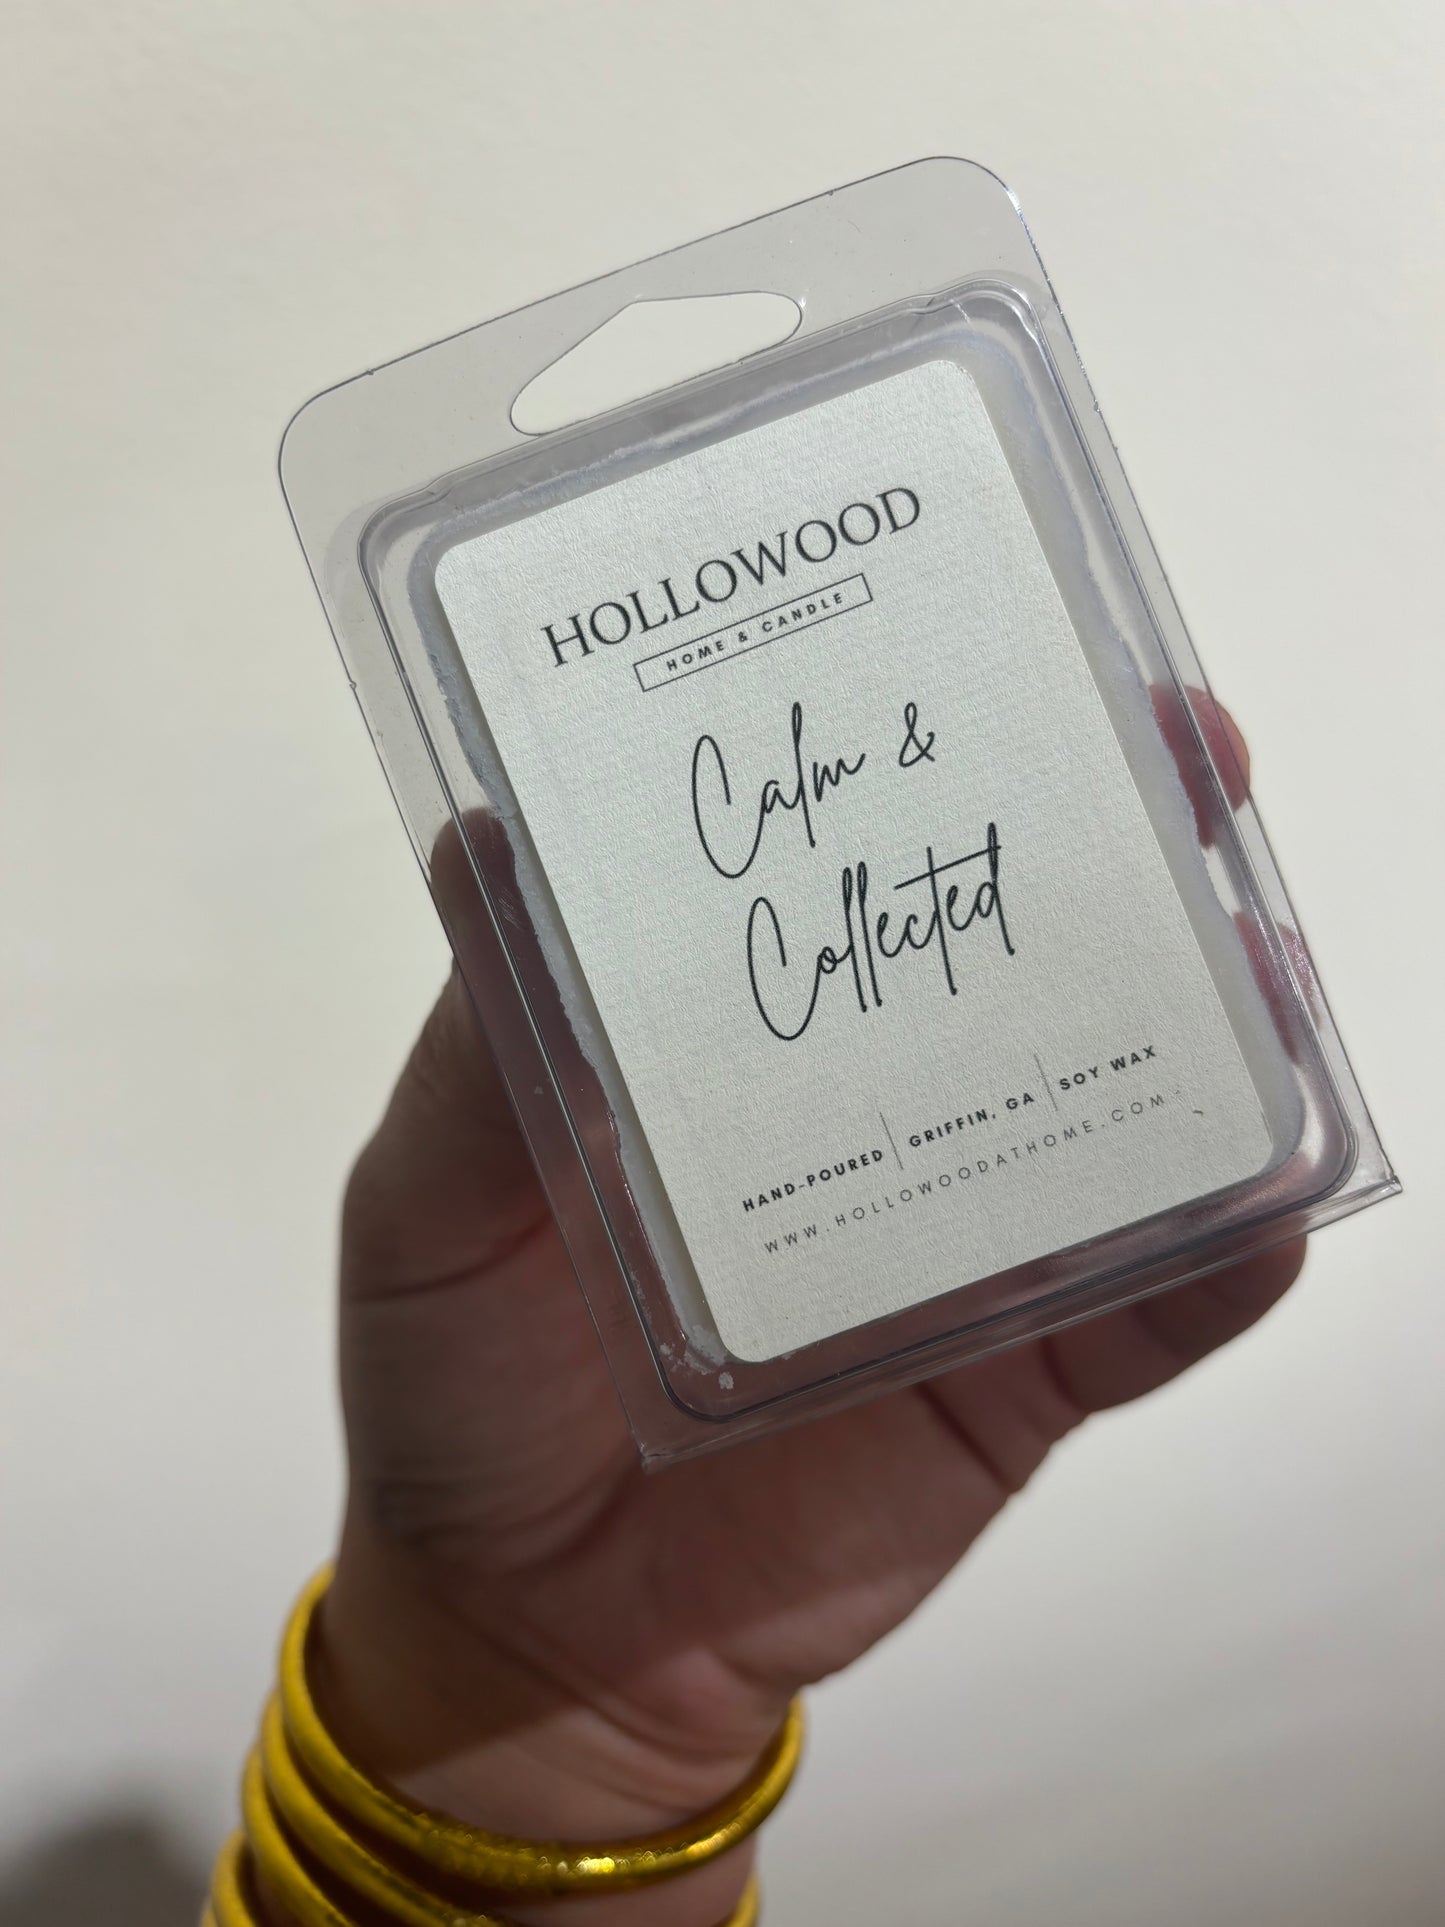 HOLLOWOOD
HOME & CANDLE
Calm &
Collected
HAND-POURED | GRIFFIN, GA | SOY WAX
WWW.HOLLOWOODATHOME.COM